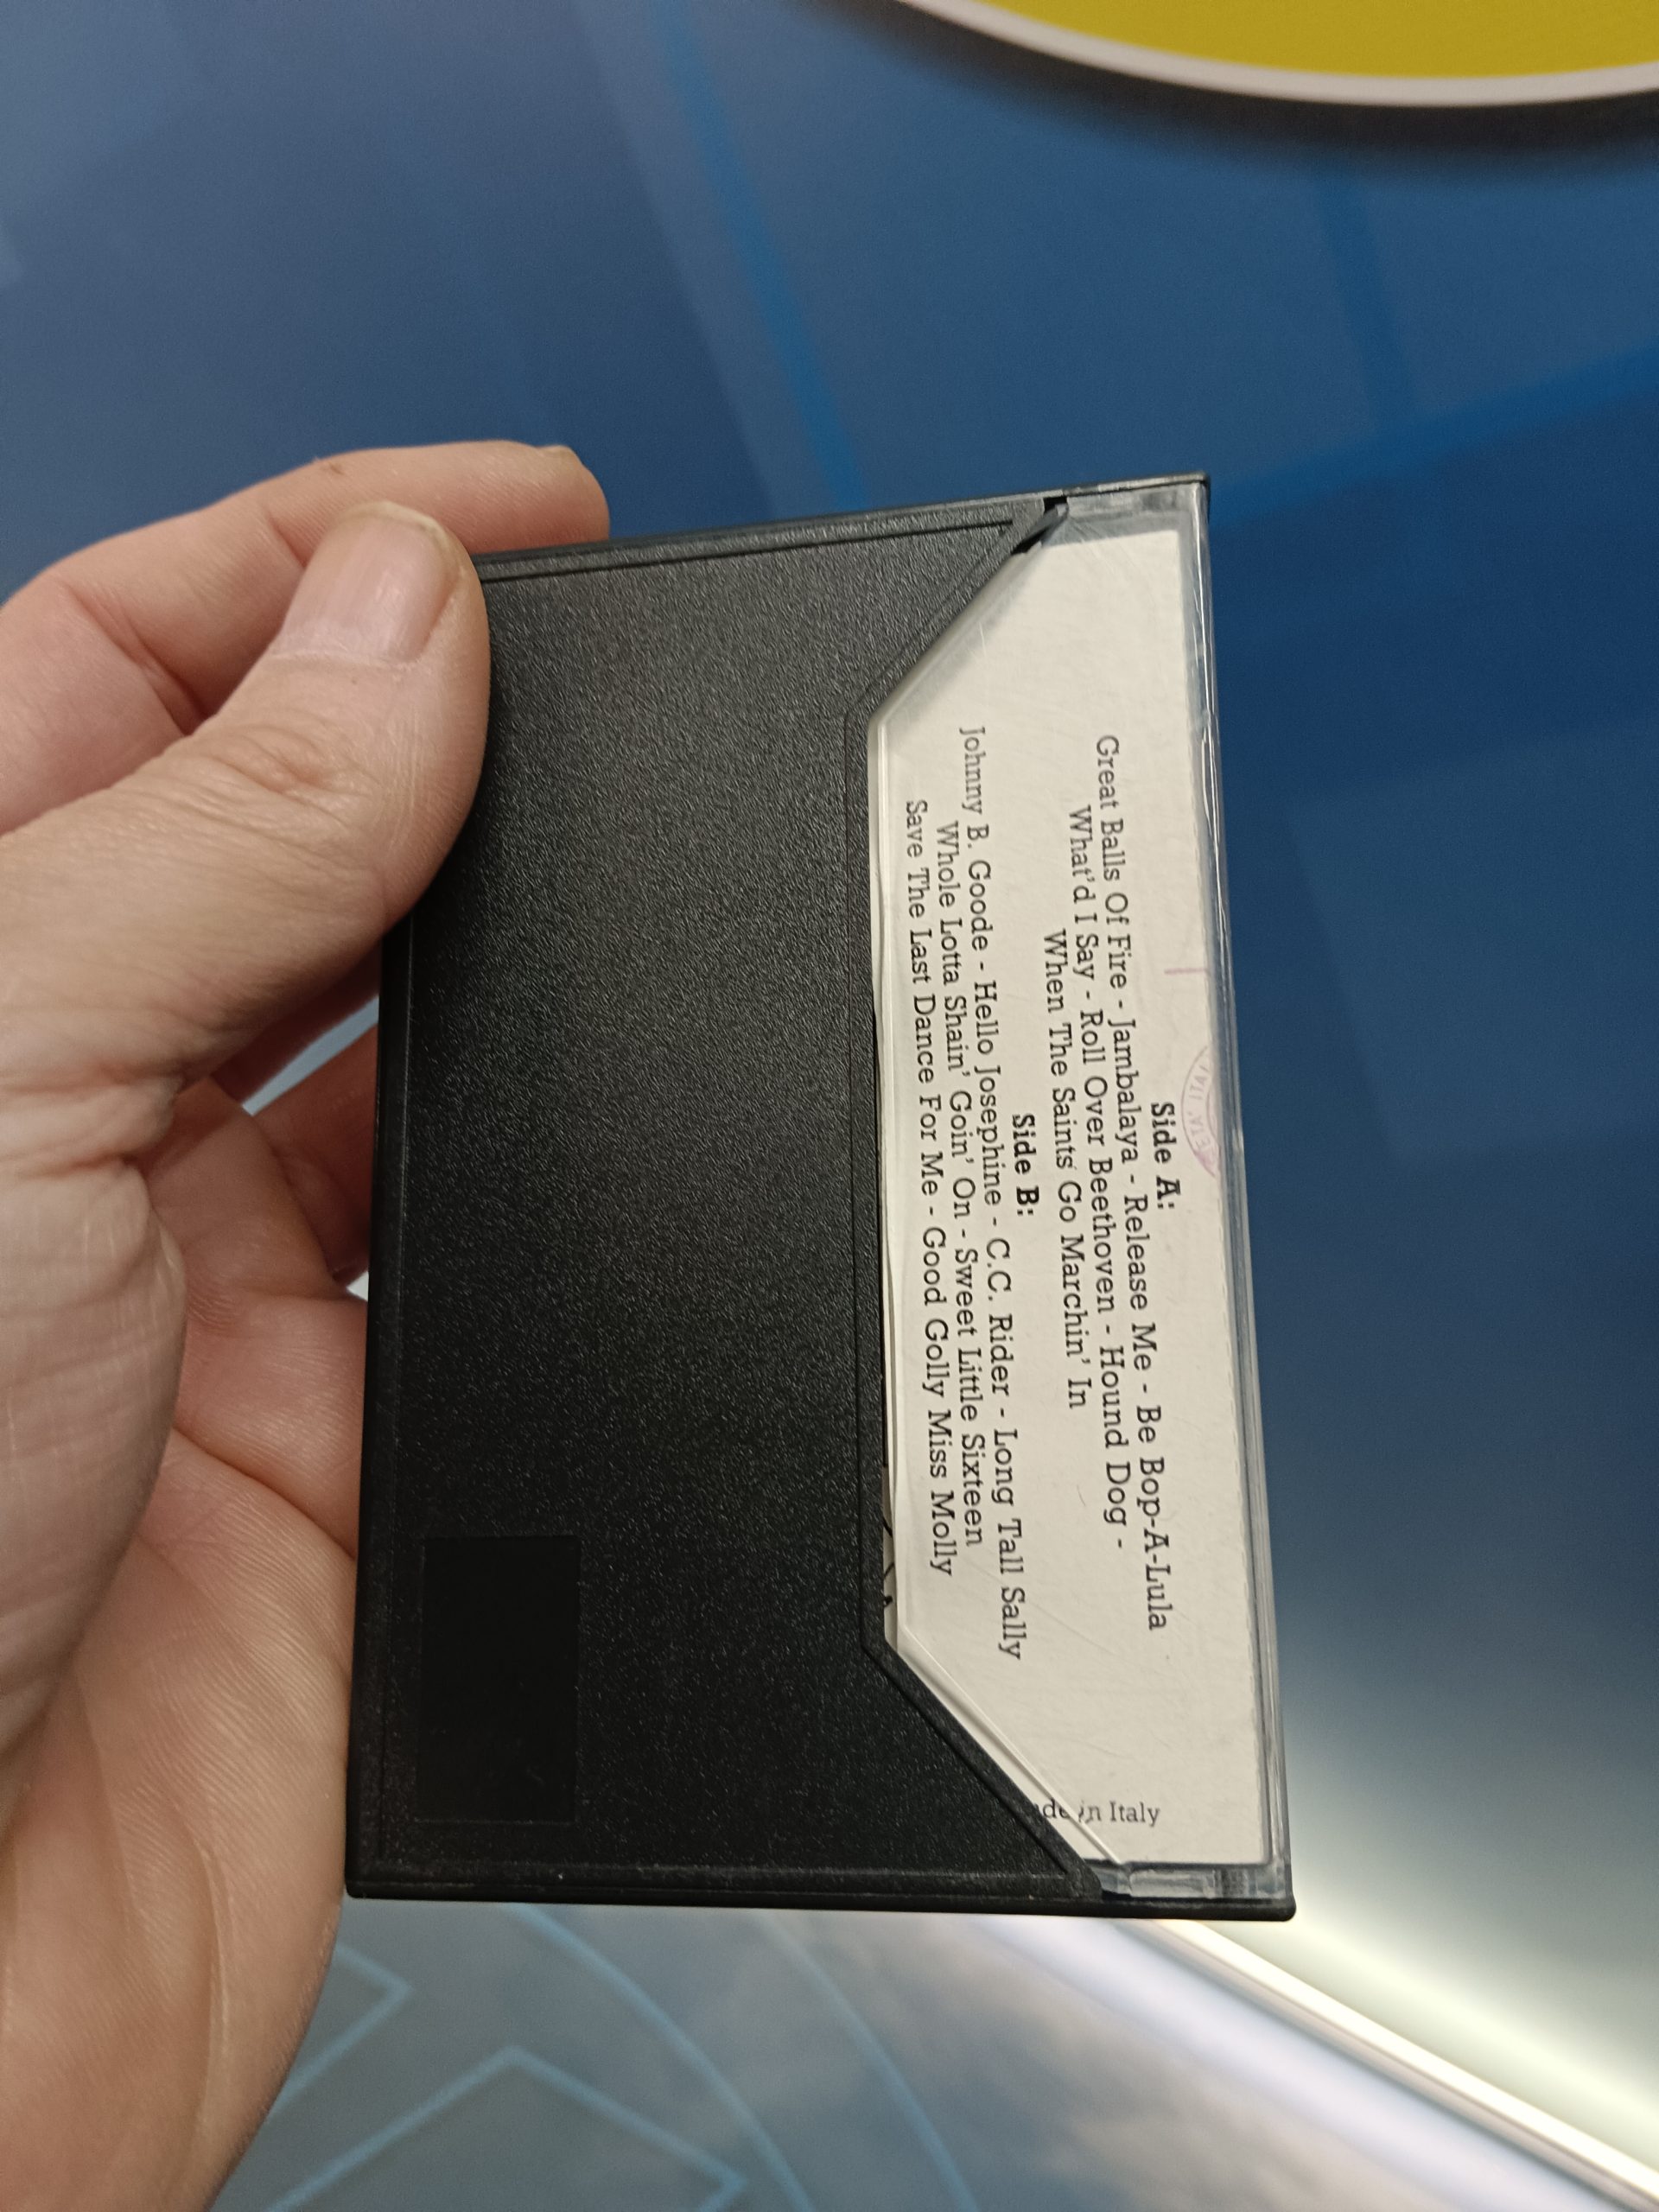 Side A:
Great Balls Of Fire - Jambalaya - Release Me - Be Bop-A-Lula
What'd I Say - Roll Over Beethoven - Hound Dog -
When The Saints Go Marchin' In
Side B:
Johnny B. Goode - Hello Josephine - C.C. Rider - Long Tall Sally
Whole Lotta Shain' Goin' On - Sweet Little Sixteen
Save The Last Dance For Me - Good Golly Miss Molly
in Italy